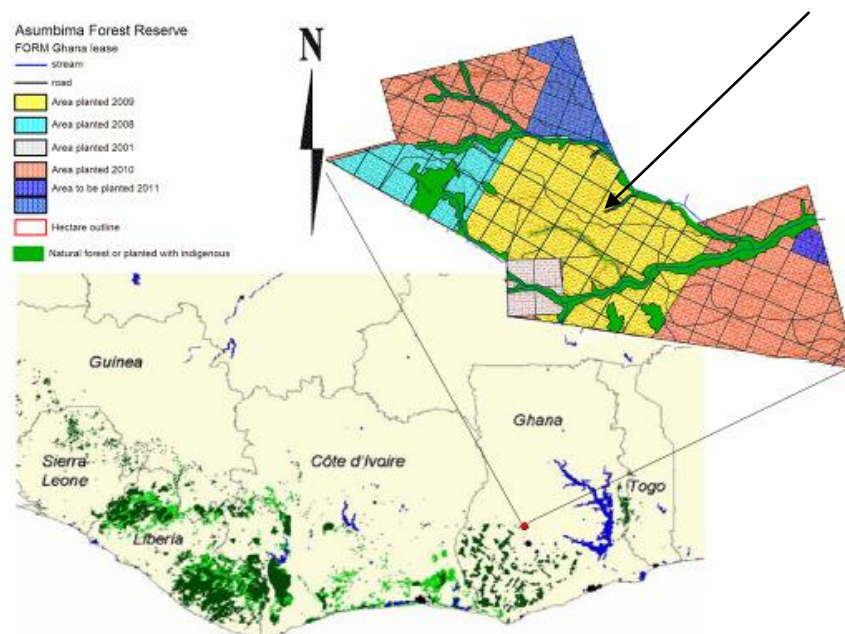 Asumbima Forest Reserve
FORM Ghana lease
stream
road
Area planted 2009
Area planted 2008
Area planted 2001
Area planted 2010
Area to be planted 2011
Hectare outline
Natural forest or planted with indigenous
N
Guinea
Sierra
Leone
Liberia
Côte d'Ivoire
Ghana
Togo